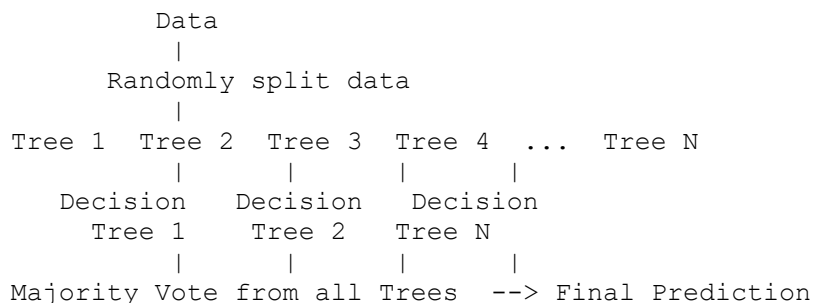 Data
|
Randomly split data
|
Tree 1  Tree 2  Tree 3  Tree 4  ...  Tree N
|  |  |  |
Decision  Decision  Decision
Tree 1  Tree 2  Tree N
|  |  |  |
Majority Vote from all Trees  --> Final Prediction